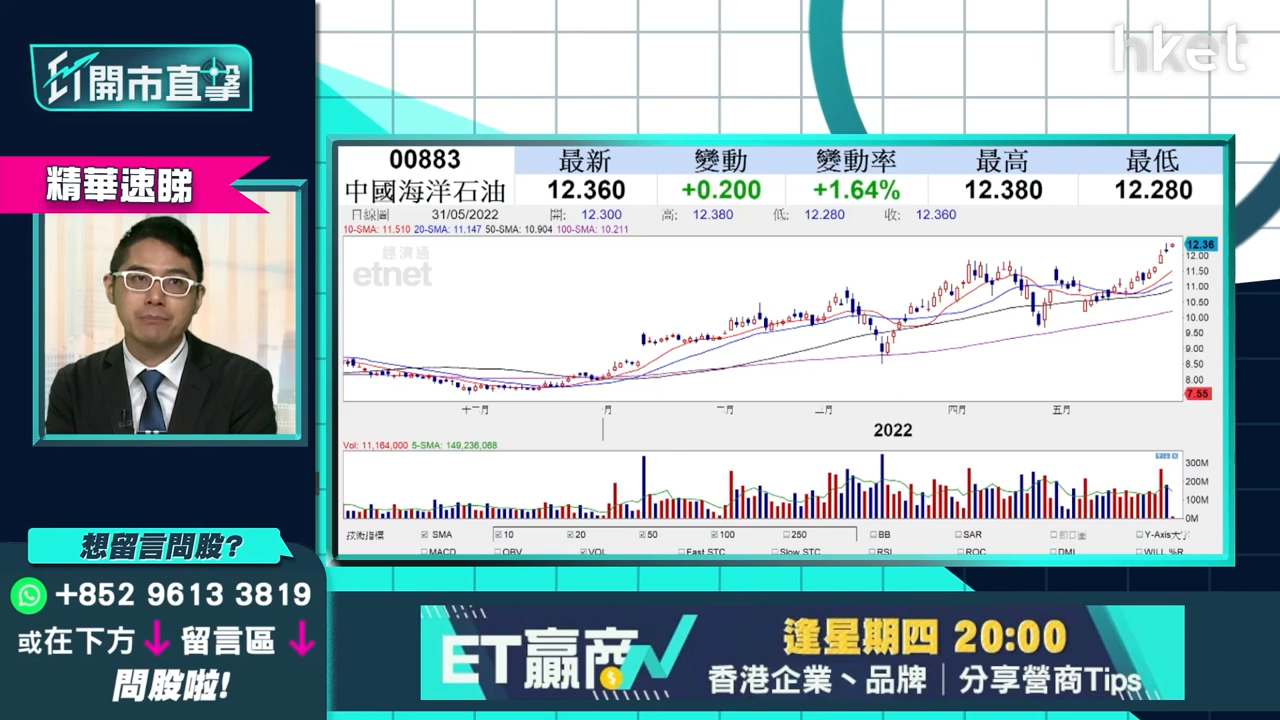 hket
ET開市直擊
精華速睇
00883
中國海洋石油
最新
變動
變動率
最高
最低
12.360
+0.200
+1.64%
12.380
12.280
日線圖 31/05/2022 開: 12.300 高: 12.380 低: 12.280 收: 12.360
10-SMA: 11.510 20-SMA: 11.147 50-SMA: 10.904 100-SMA: 10.211
經濟通
etnet
12.36
12.00
11.50
11.00
10.50
10.00
9.50
9.00
8.50
8.00
7.55
十二月 一月 二月 三月 四月 五月
2022
Vol: 11,164,000 5-SMA: 149,236,068
300M
200M
100M
0M
技術指標 SMA 10 20 50 100 250 BB SAR Y-Axis大
MACD OBV VOL Fast STC Slow STC RSI ROC DMI WILL %R
想留言問股?
+852 9613 3819
或在下方↓留言區↓
問股啦!
ET贏商
逢星期四 20:00
香港企業、品牌|分享營商Tips